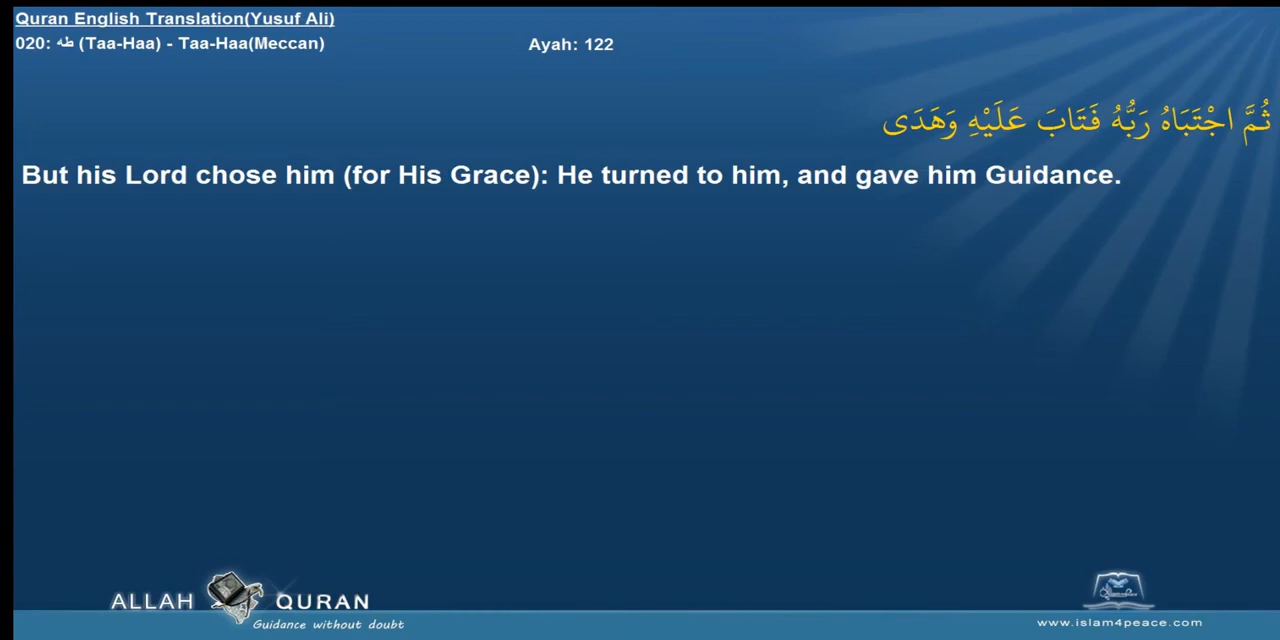 Quran English Translation(Yusuf Ali)
020: طه (Taa-Haa) - Taa-Haa(Meccan)
Ayah: 122
ثُمَّ اجْتَبَاهُ رَبُّهُ فَتَابَ عَلَيْهِ وَهَدَى
But his Lord chose him (for His Grace): He turned to him, and gave him Guidance.
ALLAH QURAN
Guidance without doubt
www.islam4peace.com